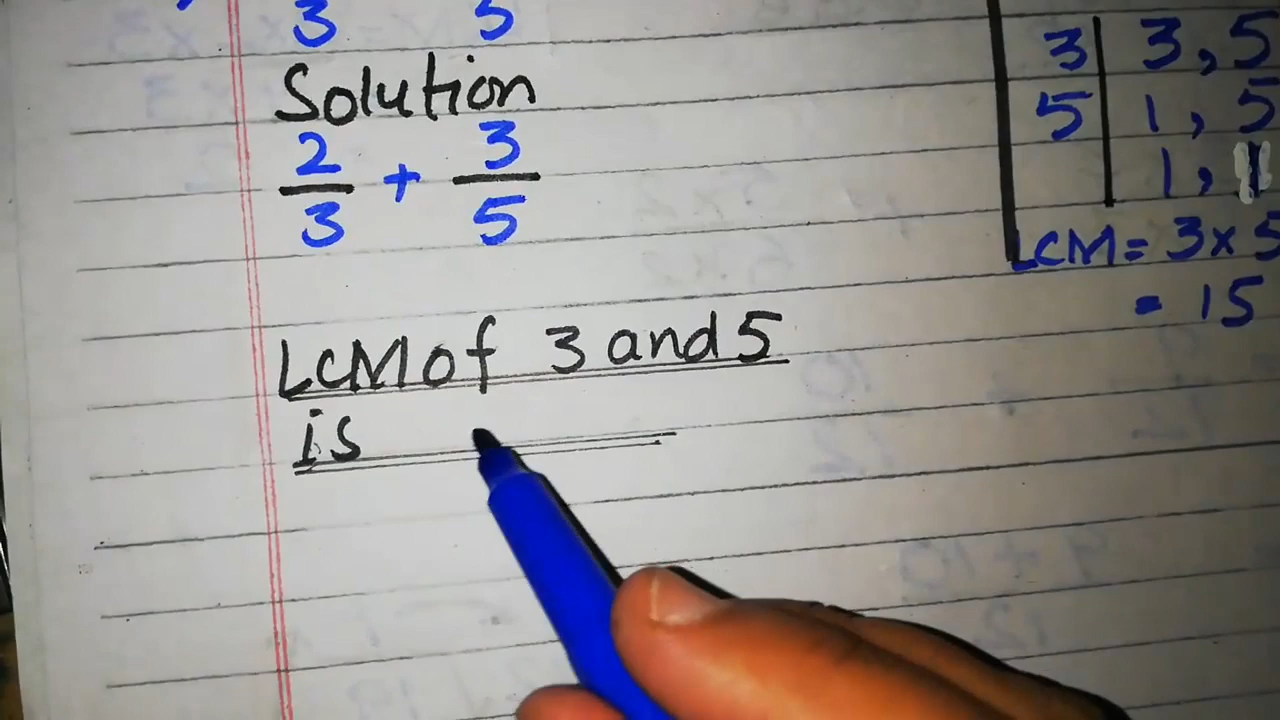 3 5
Solution
2 3
— + —
3 5
LCM of 3 and 5
is
3 | 3, 5
5 | 1, 5
1, 1
LCM = 3 x 5
= 15